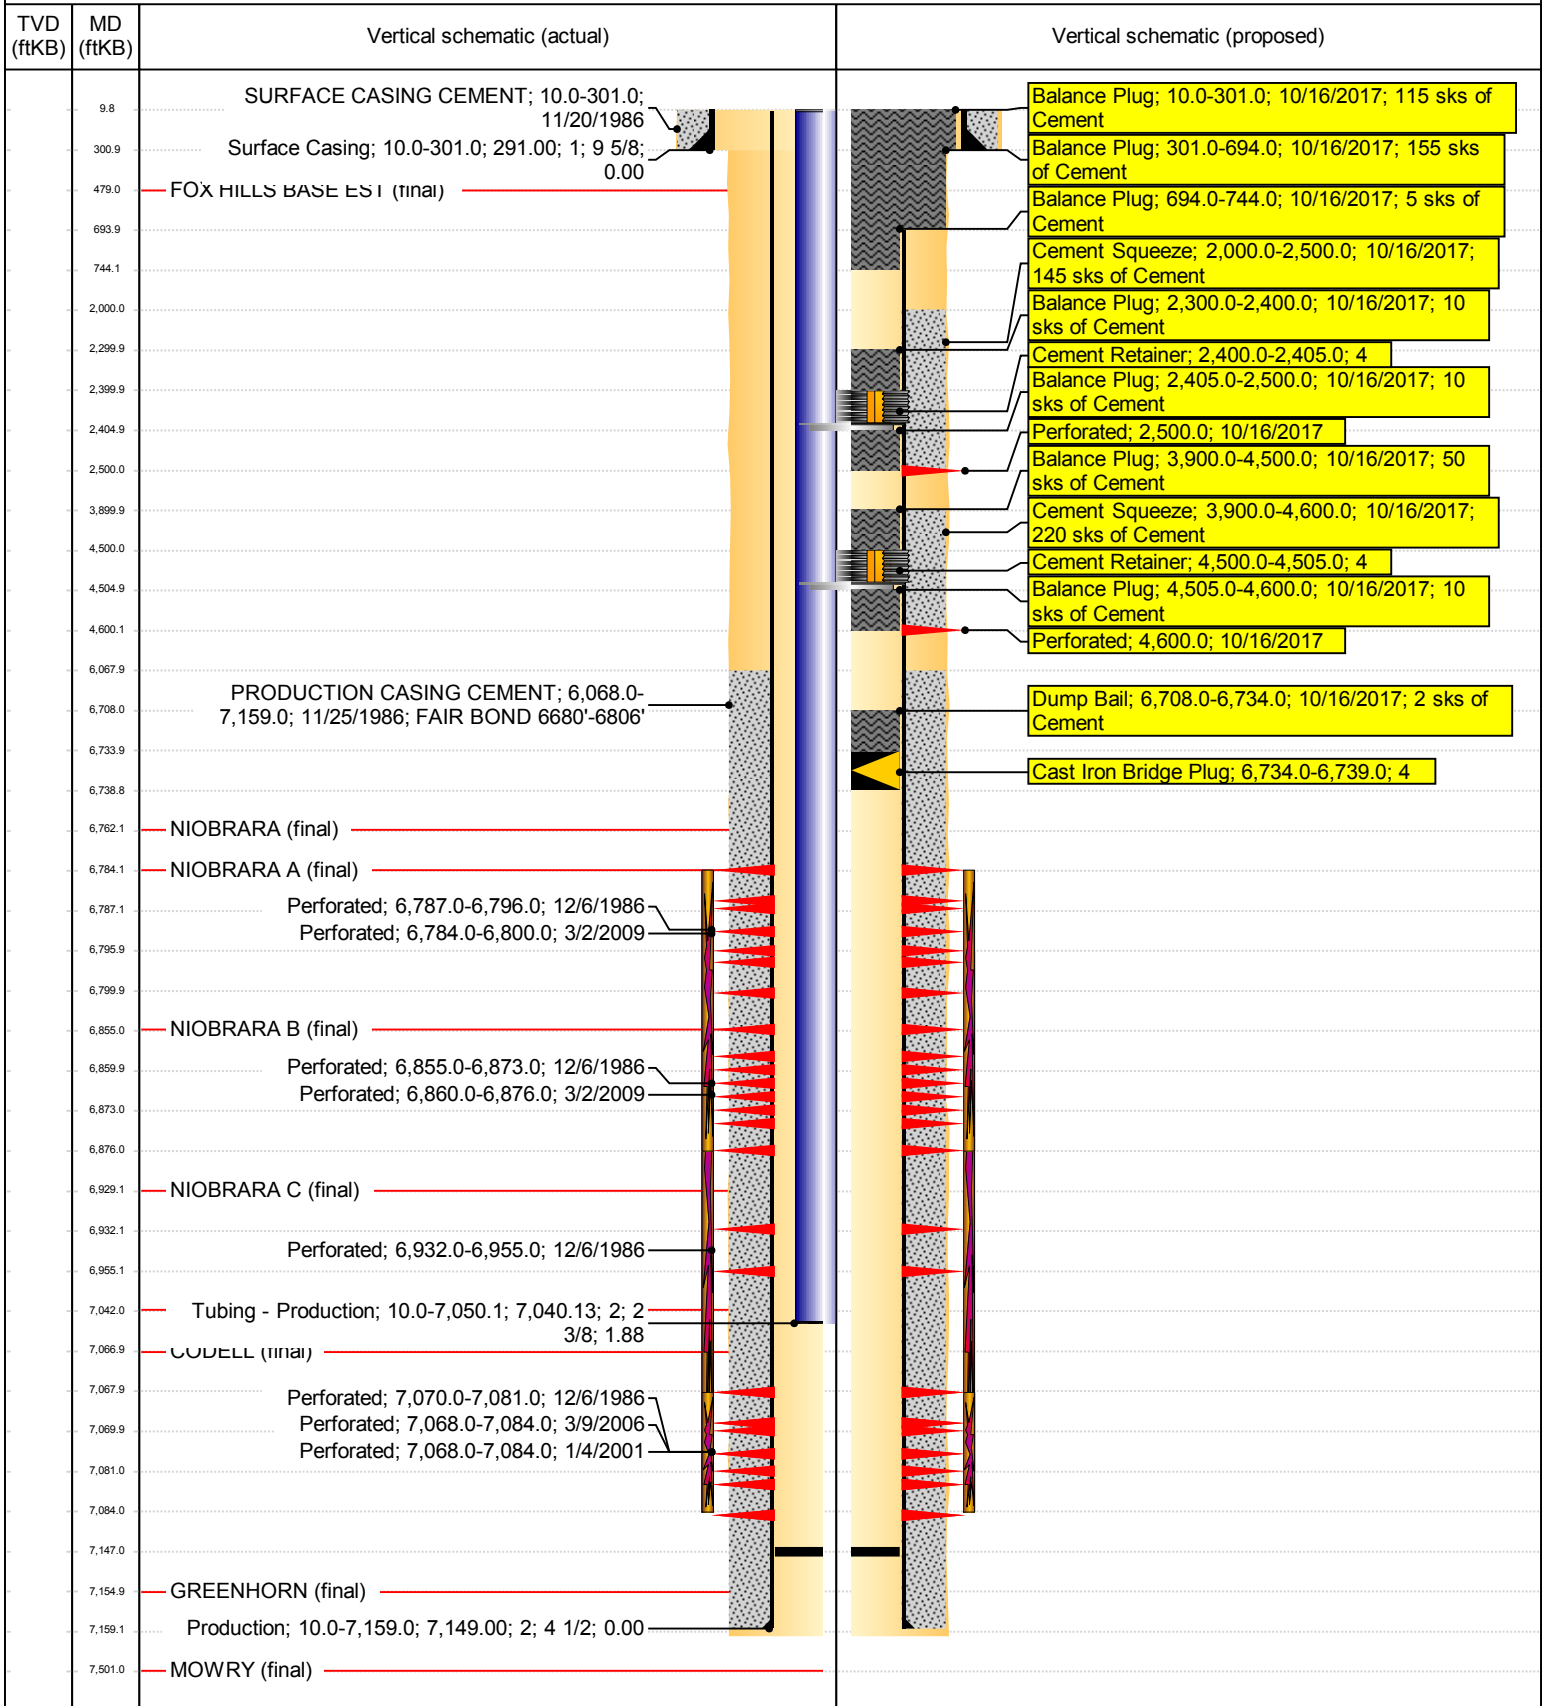 TVD
(ftKB)
MD
(ftKB)
Vertical schematic (actual)
Vertical schematic (proposed)
9.8
300.9
479.0
693.9
744.1
2,000.0
2,299.9
2,399.9
2,404.9
2,500.0
3,899.9
4,500.0
4,504.9
4,600.1
6,067.9
6,708.0
6,733.9
6,738.8
6,762.1
6,784.1
6,787.1
6,795.9
6,799.9
6,855.0
6,859.9
6,873.0
6,876.0
6,929.1
6,932.1
6,955.1
7,042.0
7,066.9
7,067.9
7,069.9
7,081.0
7,084.0
7,147.0
7,154.9
7,159.1
7,501.0
SURFACE CASING CEMENT; 10.0-301.0;
11/20/1986
Surface Casing; 10.0-301.0; 291.00; 1; 9 5/8;
0.00
FOX HILLS BASE EST (final)
PRODUCTION CASING CEMENT; 6,068.0-
7,159.0; 11/25/1986; FAIR BOND 6680'-6806'
NIOBRARA (final)
NIOBRARA A (final)
Perforated; 6,787.0-6,796.0; 12/6/1986
Perforated; 6,784.0-6,800.0; 3/2/2009
NIOBRARA B (final)
Perforated; 6,855.0-6,873.0; 12/6/1986
Perforated; 6,860.0-6,876.0; 3/2/2009
NIOBRARA C (final)
Perforated; 6,932.0-6,955.0; 12/6/1986
Tubing - Production; 10.0-7,050.1; 7,040.13; 2; 2
3/8; 1.88
CODELL (final)
Perforated; 7,070.0-7,081.0; 12/6/1986
Perforated; 7,068.0-7,084.0; 3/9/2006
Perforated; 7,068.0-7,084.0; 1/4/2001
GREENHORN (final)
Production; 10.0-7,159.0; 7,149.00; 2; 4 1/2; 0.00
MOWRY (final)
Balance Plug; 10.0-301.0; 10/16/2017; 115 sks of
Cement
Balance Plug; 301.0-694.0; 10/16/2017; 155 sks
of Cement
Balance Plug; 694.0-744.0; 10/16/2017; 5 sks of
Cement
Cement Squeeze; 2,000.0-2,500.0; 10/16/2017;
145 sks of Cement
Balance Plug; 2,300.0-2,400.0; 10/16/2017; 10
sks of Cement
Cement Retainer; 2,400.0-2,405.0; 4
Balance Plug; 2,405.0-2,500.0; 10/16/2017; 10
sks of Cement
Perforated; 2,500.0; 10/16/2017
Balance Plug; 3,900.0-4,500.0; 10/16/2017; 50
sks of Cement
Cement Squeeze; 3,900.0-4,600.0; 10/16/2017;
220 sks of Cement
Cement Retainer; 4,500.0-4,505.0; 4
Balance Plug; 4,505.0-4,600.0; 10/16/2017; 10
sks of Cement
Perforated; 4,600.0; 10/16/2017
Dump Bail; 6,708.0-6,734.0; 10/16/2017; 2 sks of
Cement
Cast Iron Bridge Plug; 6,734.0-6,739.0; 4